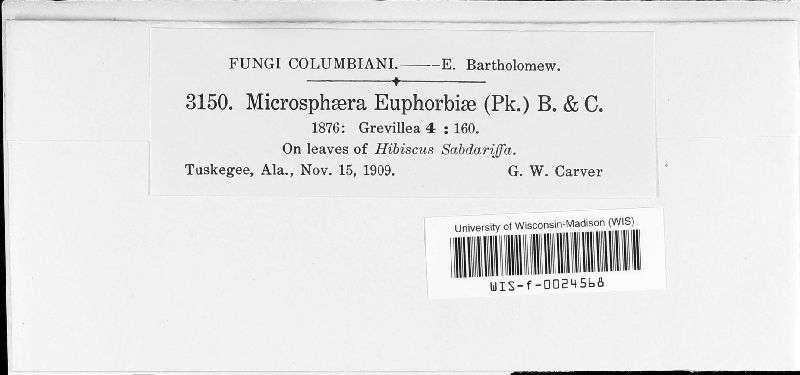 FUNGI COLUMBIANI.——E. Bartholomew.
3150. Microsphæra Euphorbiæ (Pk.) B. & C.
1876: Grevillea 4 : 160.
On leaves of Hibiscus Sabdariffa.
Tuskegee, Ala., Nov. 15, 1909. G. W. Carver
University of Wisconsin-Madison (WIS)
WIS-f-0024568